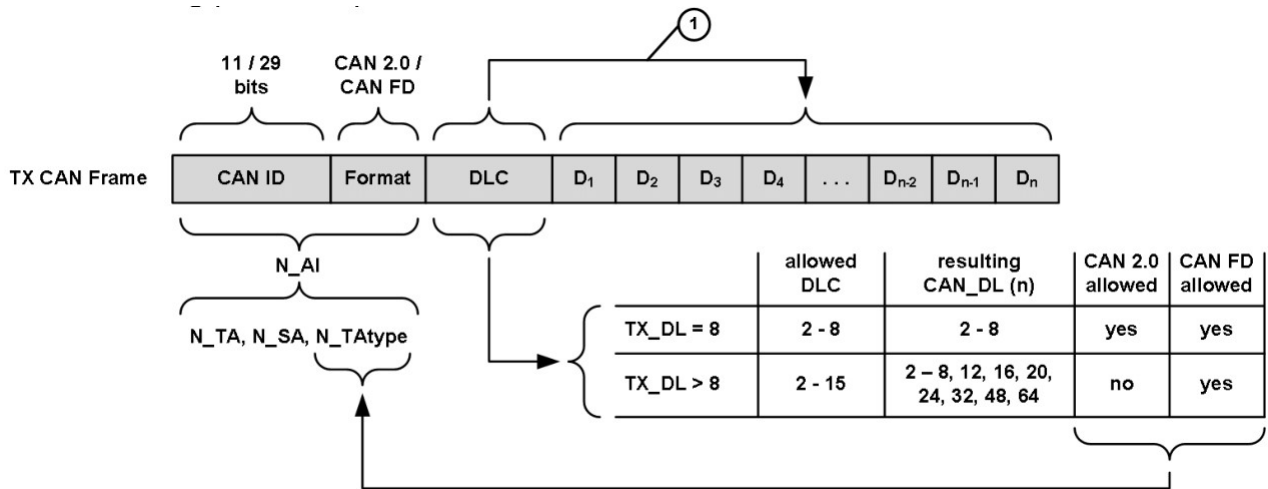 1
11 / 29
bits
CAN 2.0 /
CAN FD
TX CAN Frame
CAN ID
Format
DLC
D1
D2
D3
D4
. . .
Dn-2
Dn-1
Dn
N_AI
N_TA, N_SA, N_TAtype
allowed
DLC
resulting
CAN_DL (n)
CAN 2.0
allowed
CAN FD
allowed
TX_DL = 8
2 - 8
2 - 8
yes
yes
TX_DL > 8
2 - 15
2 – 8, 12, 16, 20,
24, 32, 48, 64
no
yes